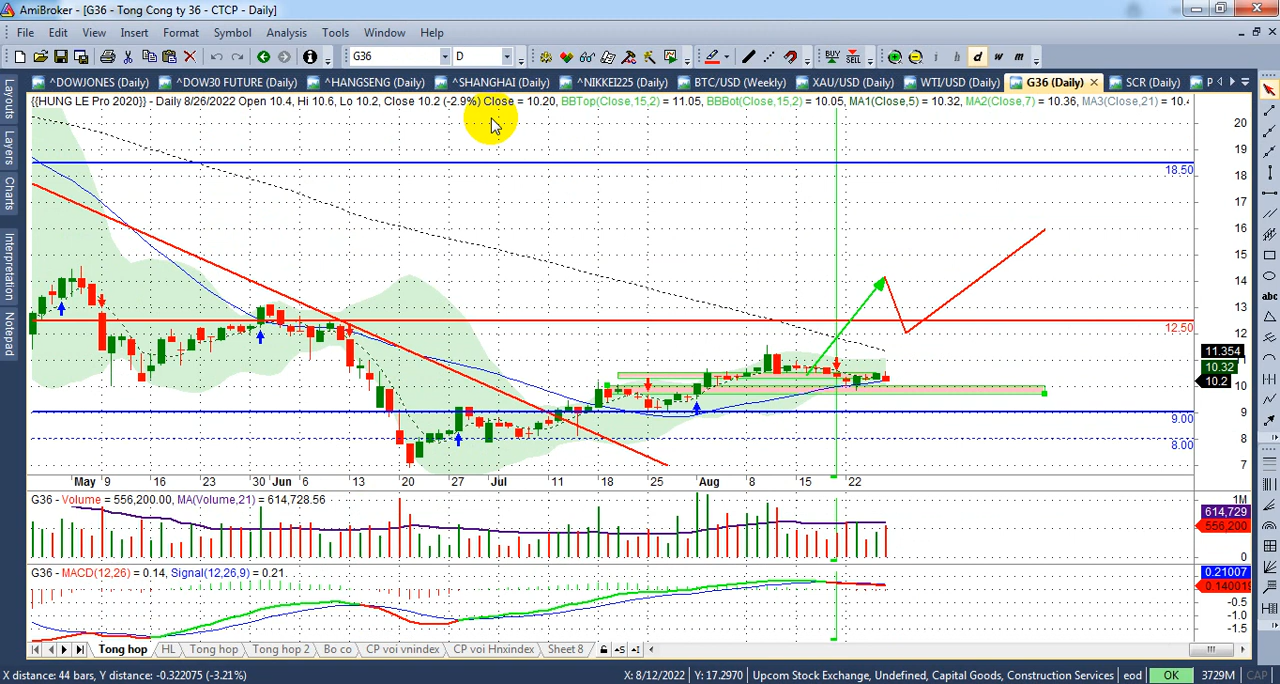 AmiBroker - [G36 - Tong Cong ty 36 - CTCP - Daily]
File Edit View Insert Format Symbol Analysis Tools Window Help
G36 D BUY SELL i h d w m
^DOWJONES (Daily) ^DOW30 FUTURE (Daily) ^HANGSENG (Daily) ^SHANGHAI (Daily) ^NIKKEI225 (Daily) BTC/USD (Weekly) XAU/USD (Daily) WTI/USD (Daily) G36 (Daily) SCR (Daily) P
{{HUNG LE Pro 2020}} - Daily 8/26/2022 Open 10.4, Hi 10.6, Lo 10.2, Close 10.2 (-2.9%) Close = 10.20, BBTop(Close,15,2) = 11.05, BBBot(Close,15,2) = 10.05, MA1(Close,5) = 10.32, MA2(Close,7) = 10.36, MA3(Close,21) = 10.4
Layouts
Layers
Charts
Interpretation
Notepad
abc
20
19
18.50
18
17
16
15
14
13
12.50
12
11.354
10.32
10.2
10
9.00
9
8.00
8
7
May 9 16 23 30 Jun 6 13 20 27 Jul 11 18 25 Aug 8 15 22
G36 - Volume = 556,200.00, MA(Volume,21) = 614,728.56
1M
614,729
556,200
0
G36 - MACD(12,26) = 0.14, Signal(12,26,9) = 0.21
0.21007
0.140019
-0.5
-1.0
-1.5
Tong hop HL Tong hop Tong hop 2 Bo co CP voi vnindex CP voi Hnxindex Sheet 8
X distance: 44 bars, Y distance: -0.322075 (-3.21%) X: 8/12/2022 Y: 17.2970 Upcom Stock Exchange, Undefined, Capital Goods, Construction Services eod OK 3729M CAP